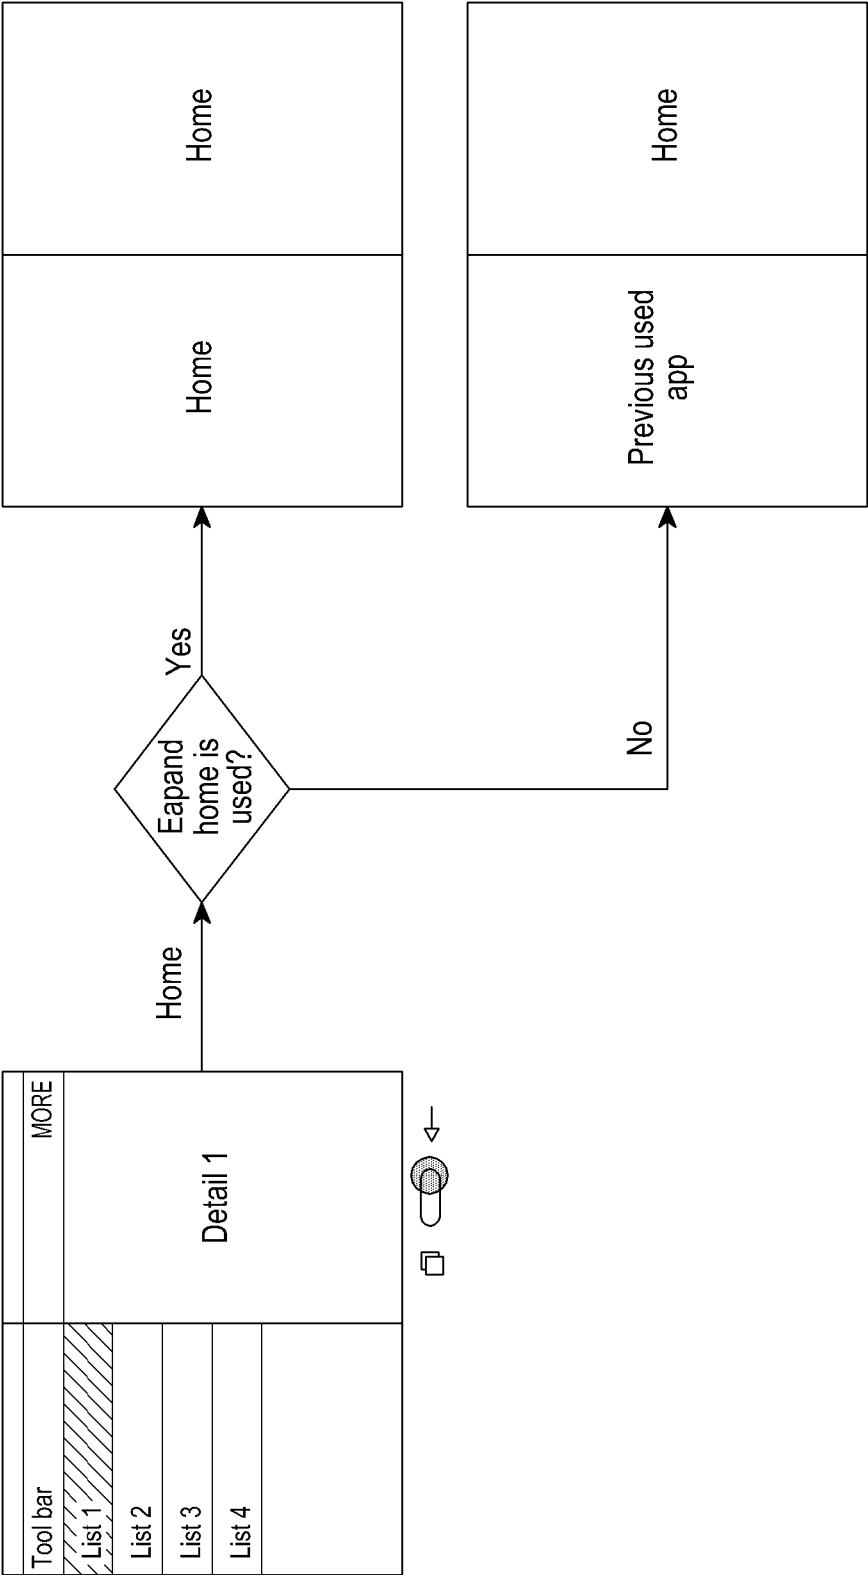 Tool bar
MORE
List 1
List 2
List 3
List 4
Detail 1
Home
Eapand
home is
used?
Yes
No
Home
Home
Previous used
app
Home